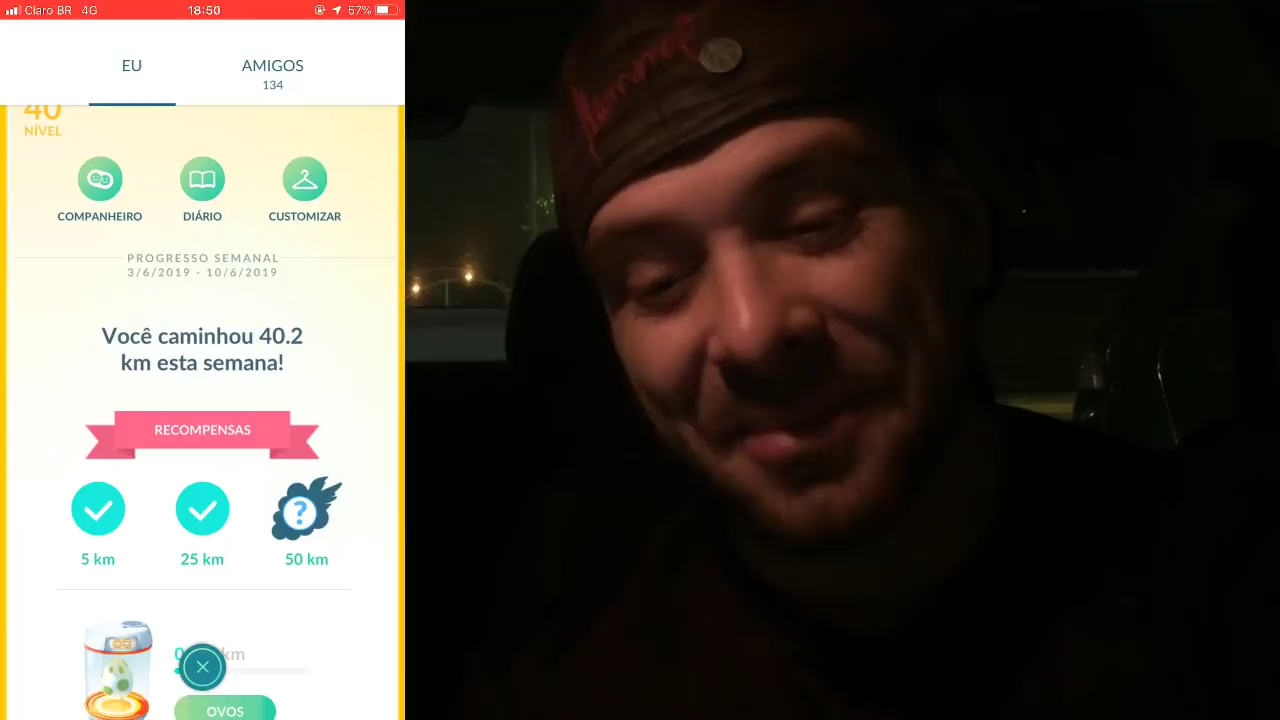 Claro BR 4G 18:50 57%
EU
AMIGOS
134
40
NÍVEL
COMPANHEIRO
DIÁRIO
CUSTOMIZAR
PROGRESSO SEMANAL
3/6/2019 - 10/6/2019
Você caminhou 40.2
km esta semana!
RECOMPENSAS
?
5 km
25 km
50 km
km
OVOS